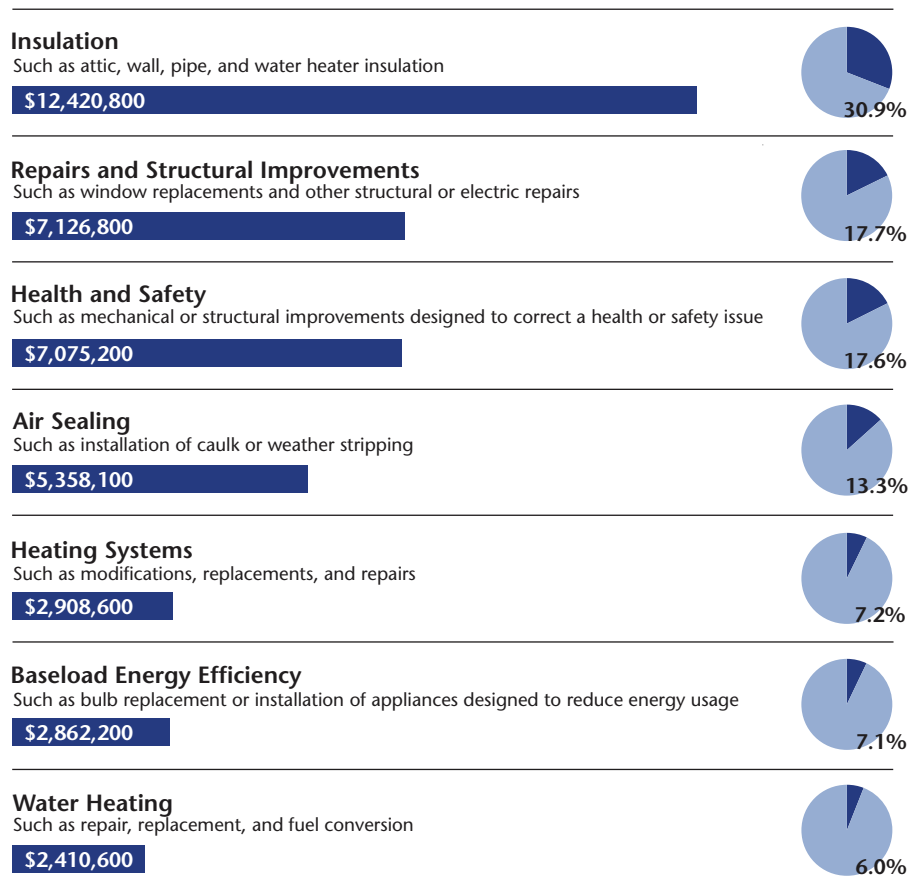 Insulation
Such as attic, wall, pipe, and water heater insulation
$12,420,800
30.9%
Repairs and Structural Improvements
Such as window replacements and other structural or electric repairs
$7,126,800
17.7%
Health and Safety
Such as mechanical or structural improvements designed to correct a health or safety issue
$7,075,200
17.6%
Air Sealing
Such as installation of caulk or weather stripping
$5,358,100
13.3%
Heating Systems
Such as modifications, replacements, and repairs
$2,908,600
7.2%
Baseload Energy Efficiency
Such as bulb replacement or installation of appliances designed to reduce energy usage
$2,862,200
7.1%
Water Heating
Such as repair, replacement, and fuel conversion
$2,410,600
6.0%